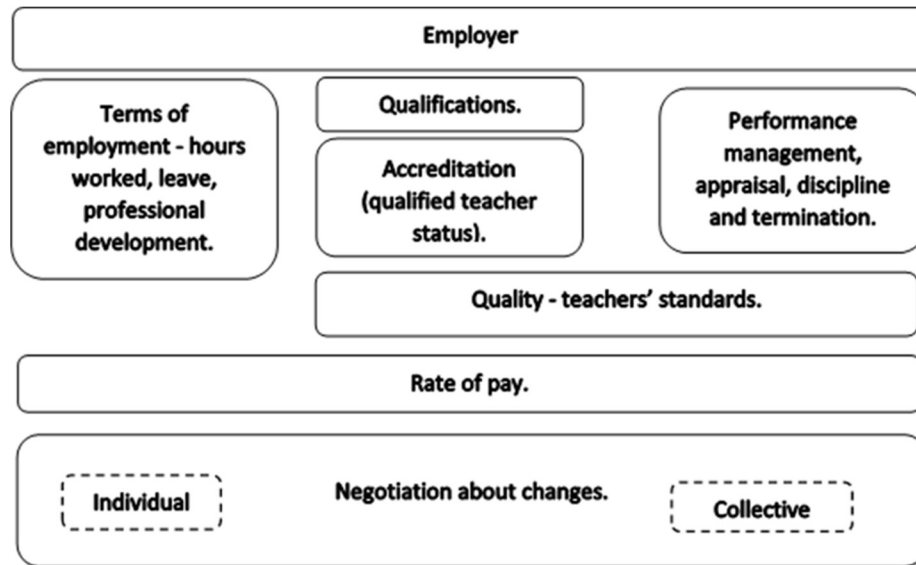 Employer
Terms of
employment - hours
worked, leave,
professional
development.
Qualifications.
Accreditation
(qualified teacher
status).
Performance
management,
appraisal, discipline
and termination.
Quality - teachers’ standards.
Rate of pay.
Individual
Negotiation about changes.
Collective